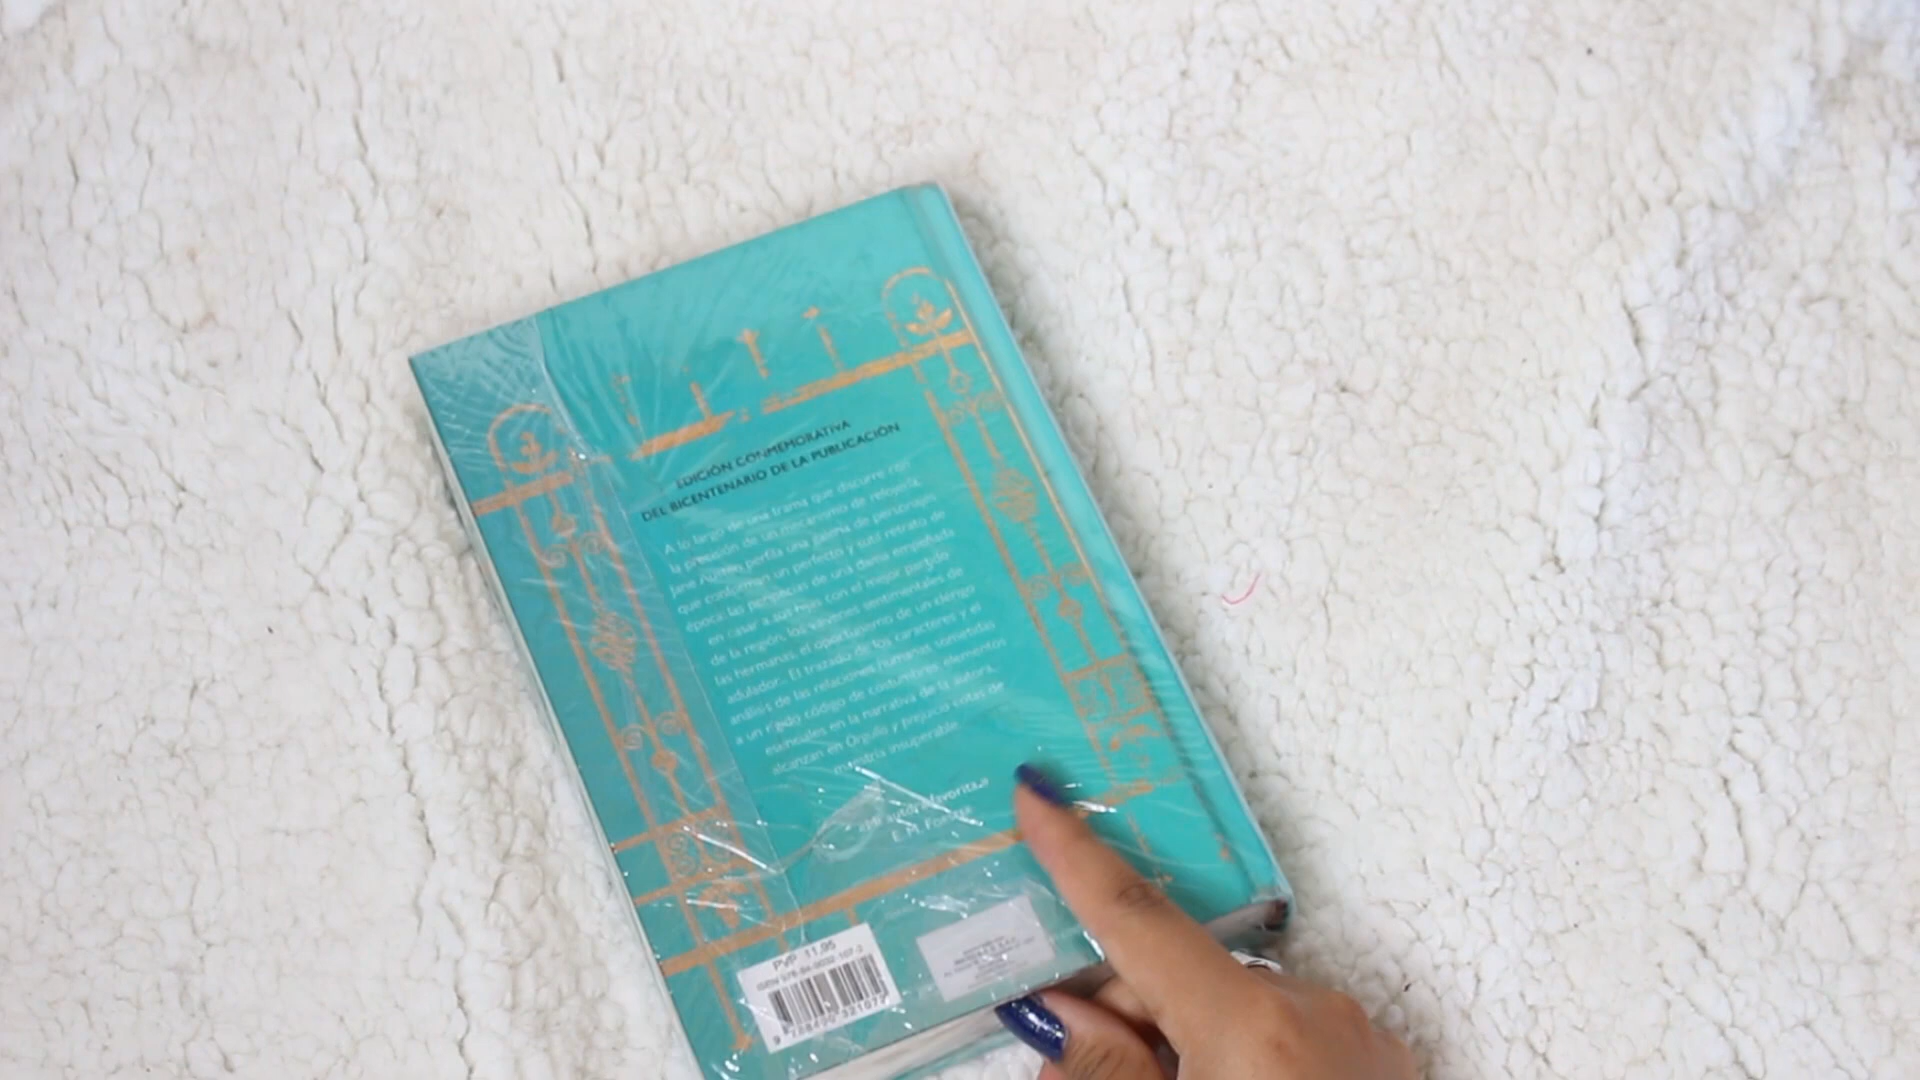 EDICIÓN CONMEMORATIVA
DEL BICENTENARIO DE LA PUBLICACIÓN
A lo largo de una trama que discurre con
la precisión de un mecanismo de relojería,
Jane Austen perfila una galería de personajes
que conforman un perfecto y sutil retrato de
época: las peripecias de una dama empeñada
en casar a sus hijas con el mejor partido
de la región, los vaivenes sentimentales de
las hermanas, el oportunismo de un clérigo
adulador... El trazado de los caracteres y el
análisis de las relaciones humanas sometidas
a un rígido código de costumbres, elementos
esenciales en la narrativa de la autora,
alcanzan en Orgullo y prejuicio cotas de
maestría insuperable.
«Mi autora favorita.»
E. M. Forster
PVP 11,95